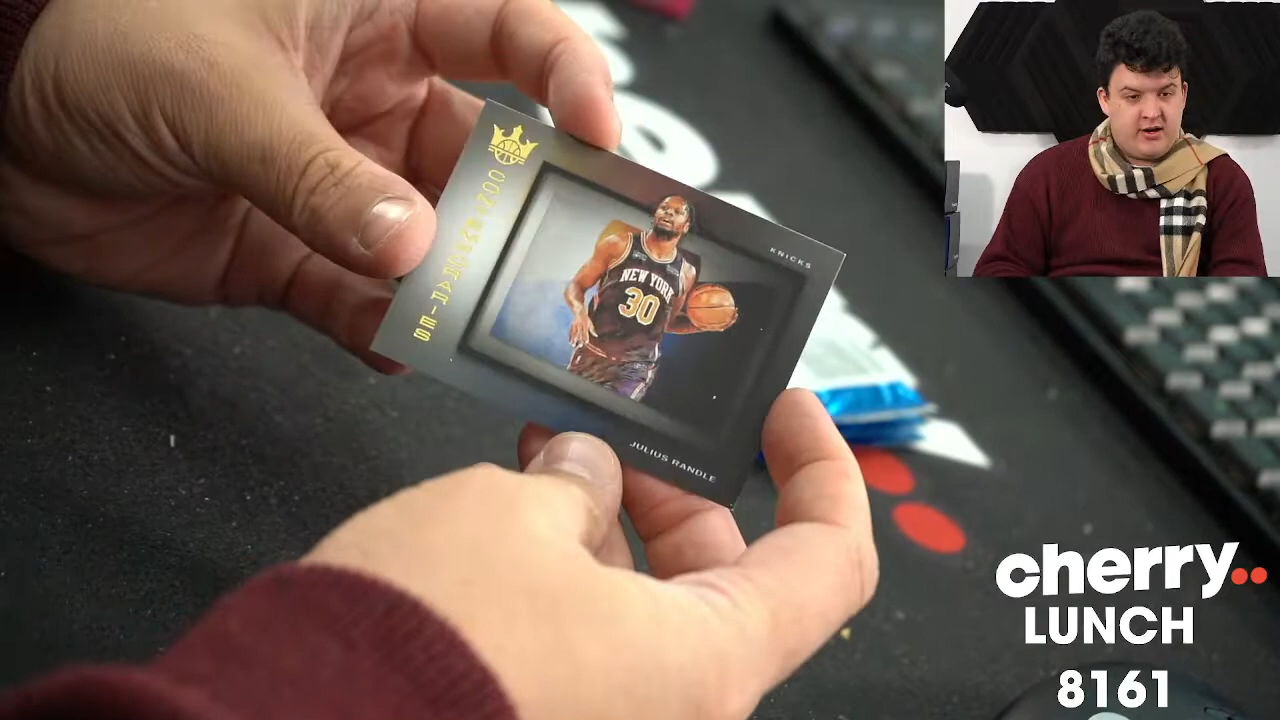 KNICKS
NEW YORK
30
JULIUS RANDLE
cherry..
LUNCH
8161